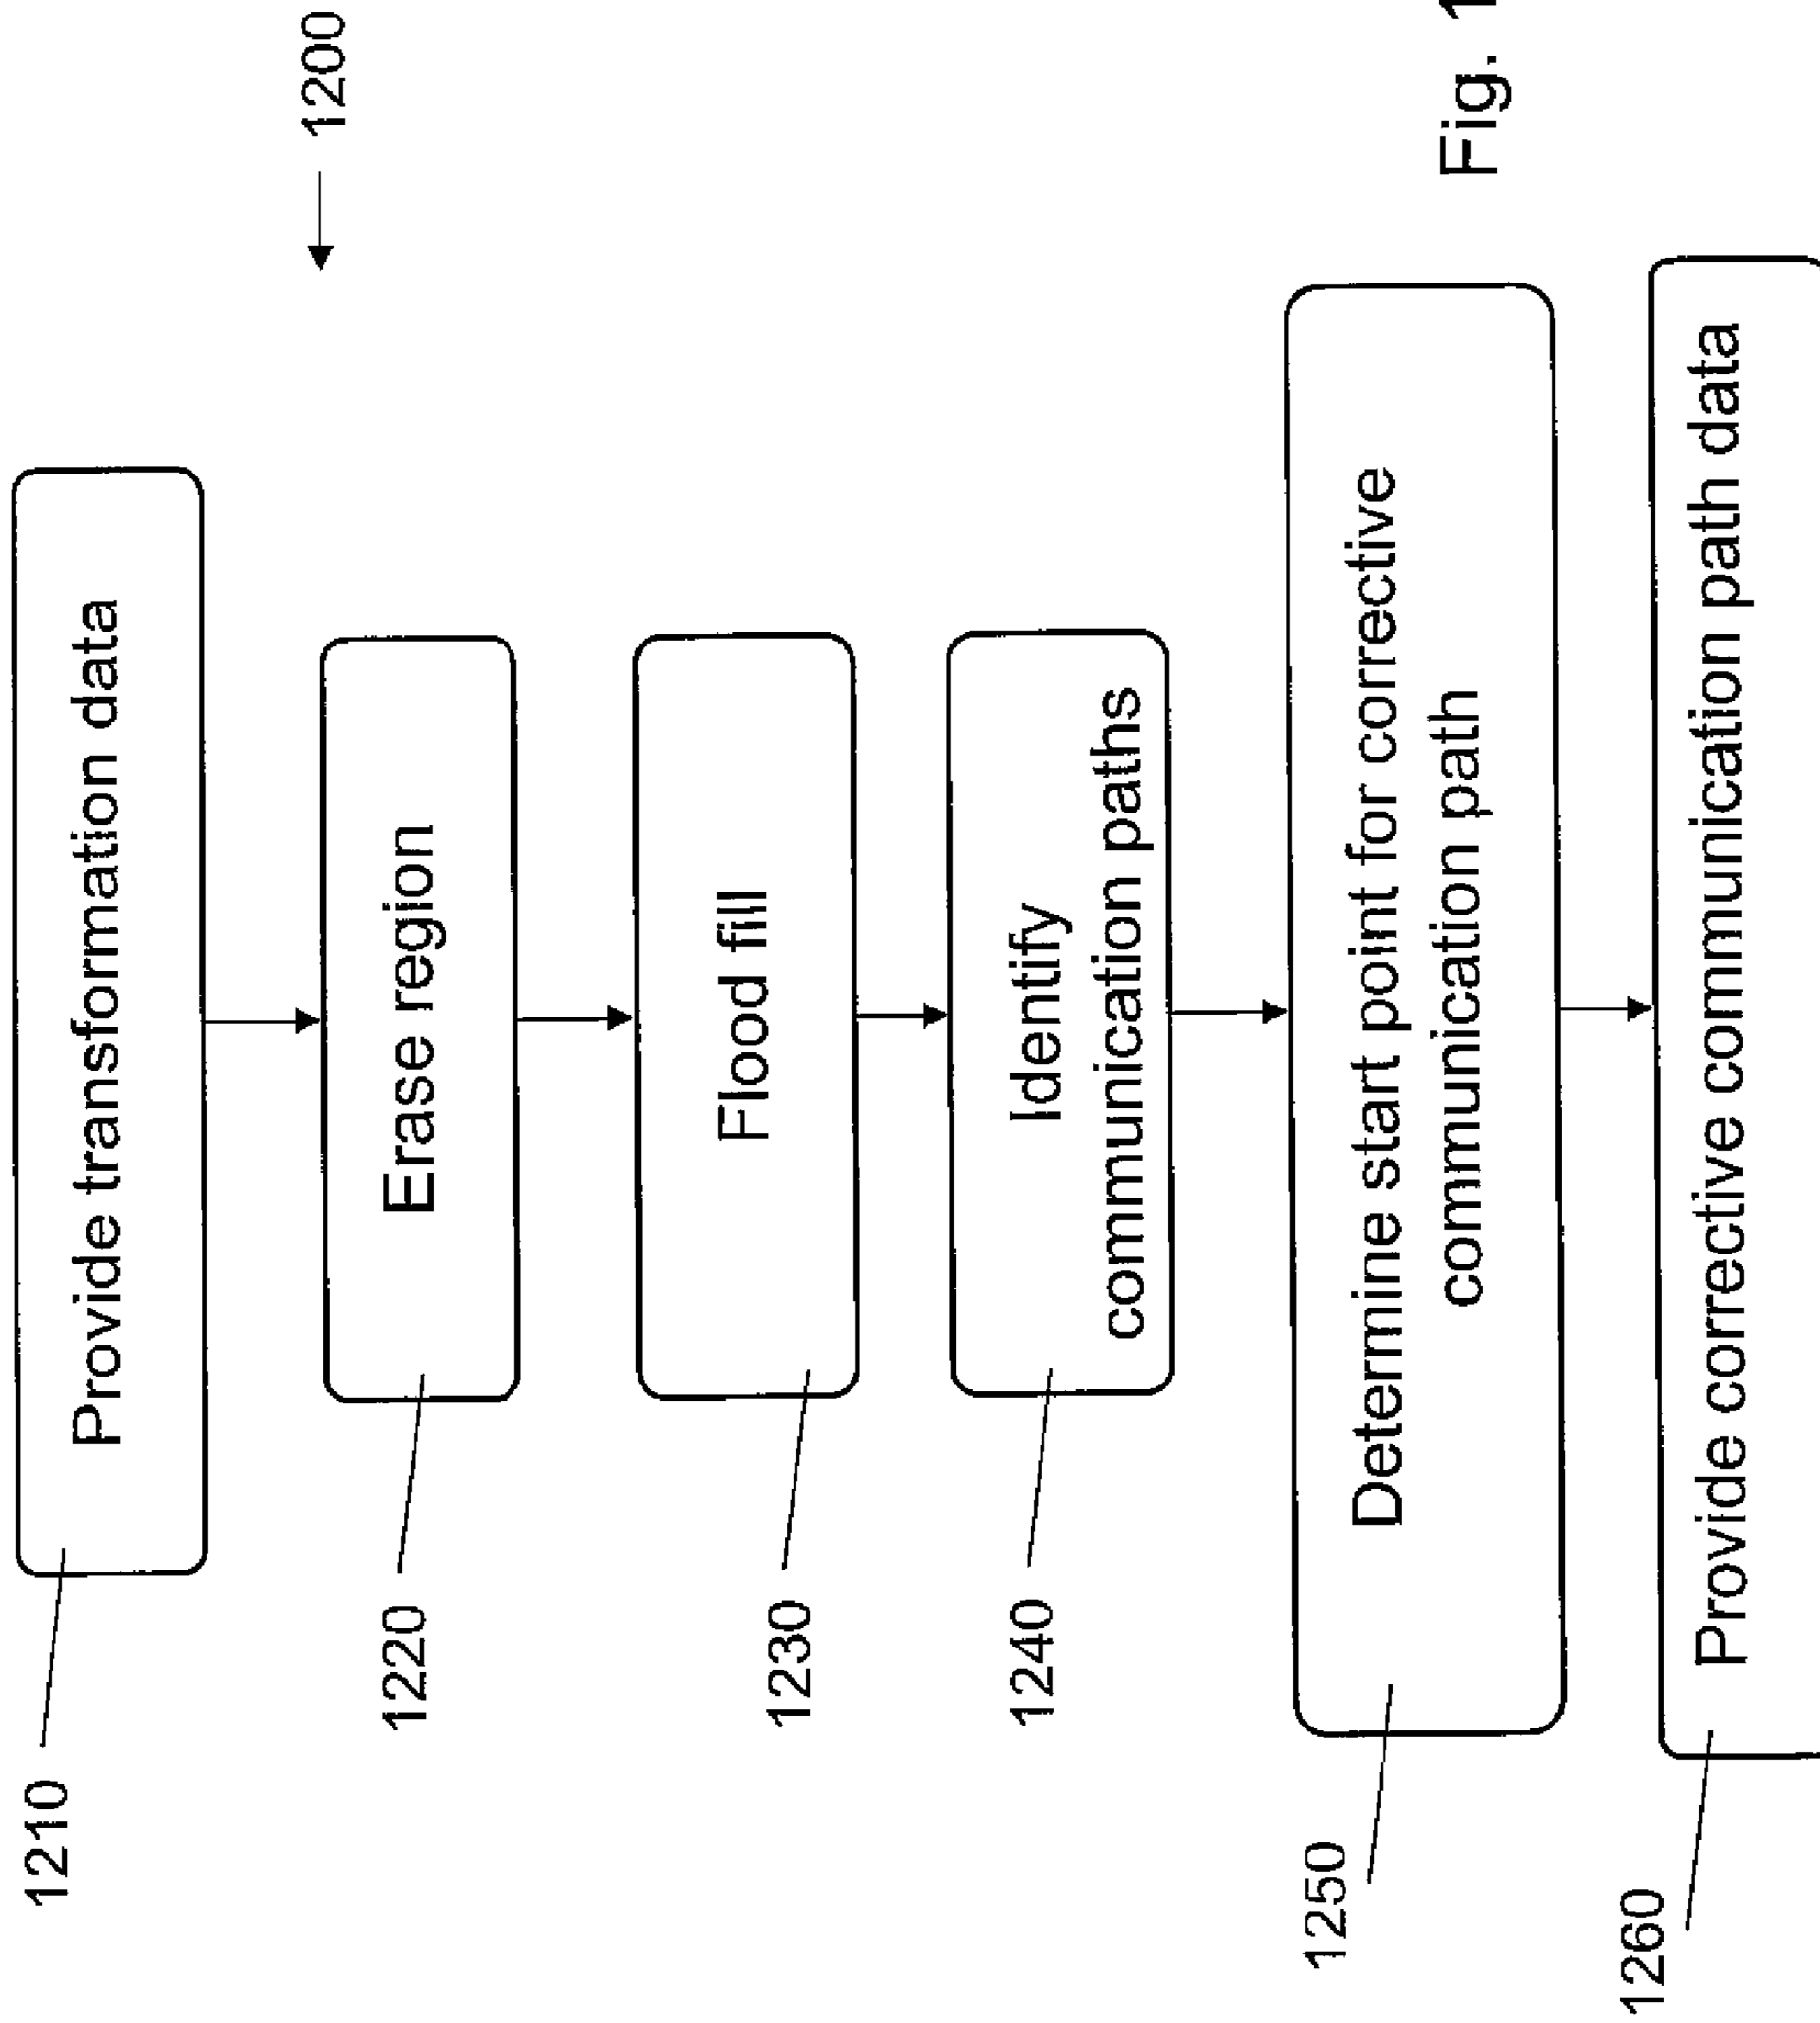 1200
1210
Provide transformation data
1220
Erase region
1230
Flood fill
1240
Identify
communication paths
1250
Determine start point for corrective
communication path
1260
Provide corrective communication path data
Fig. 1